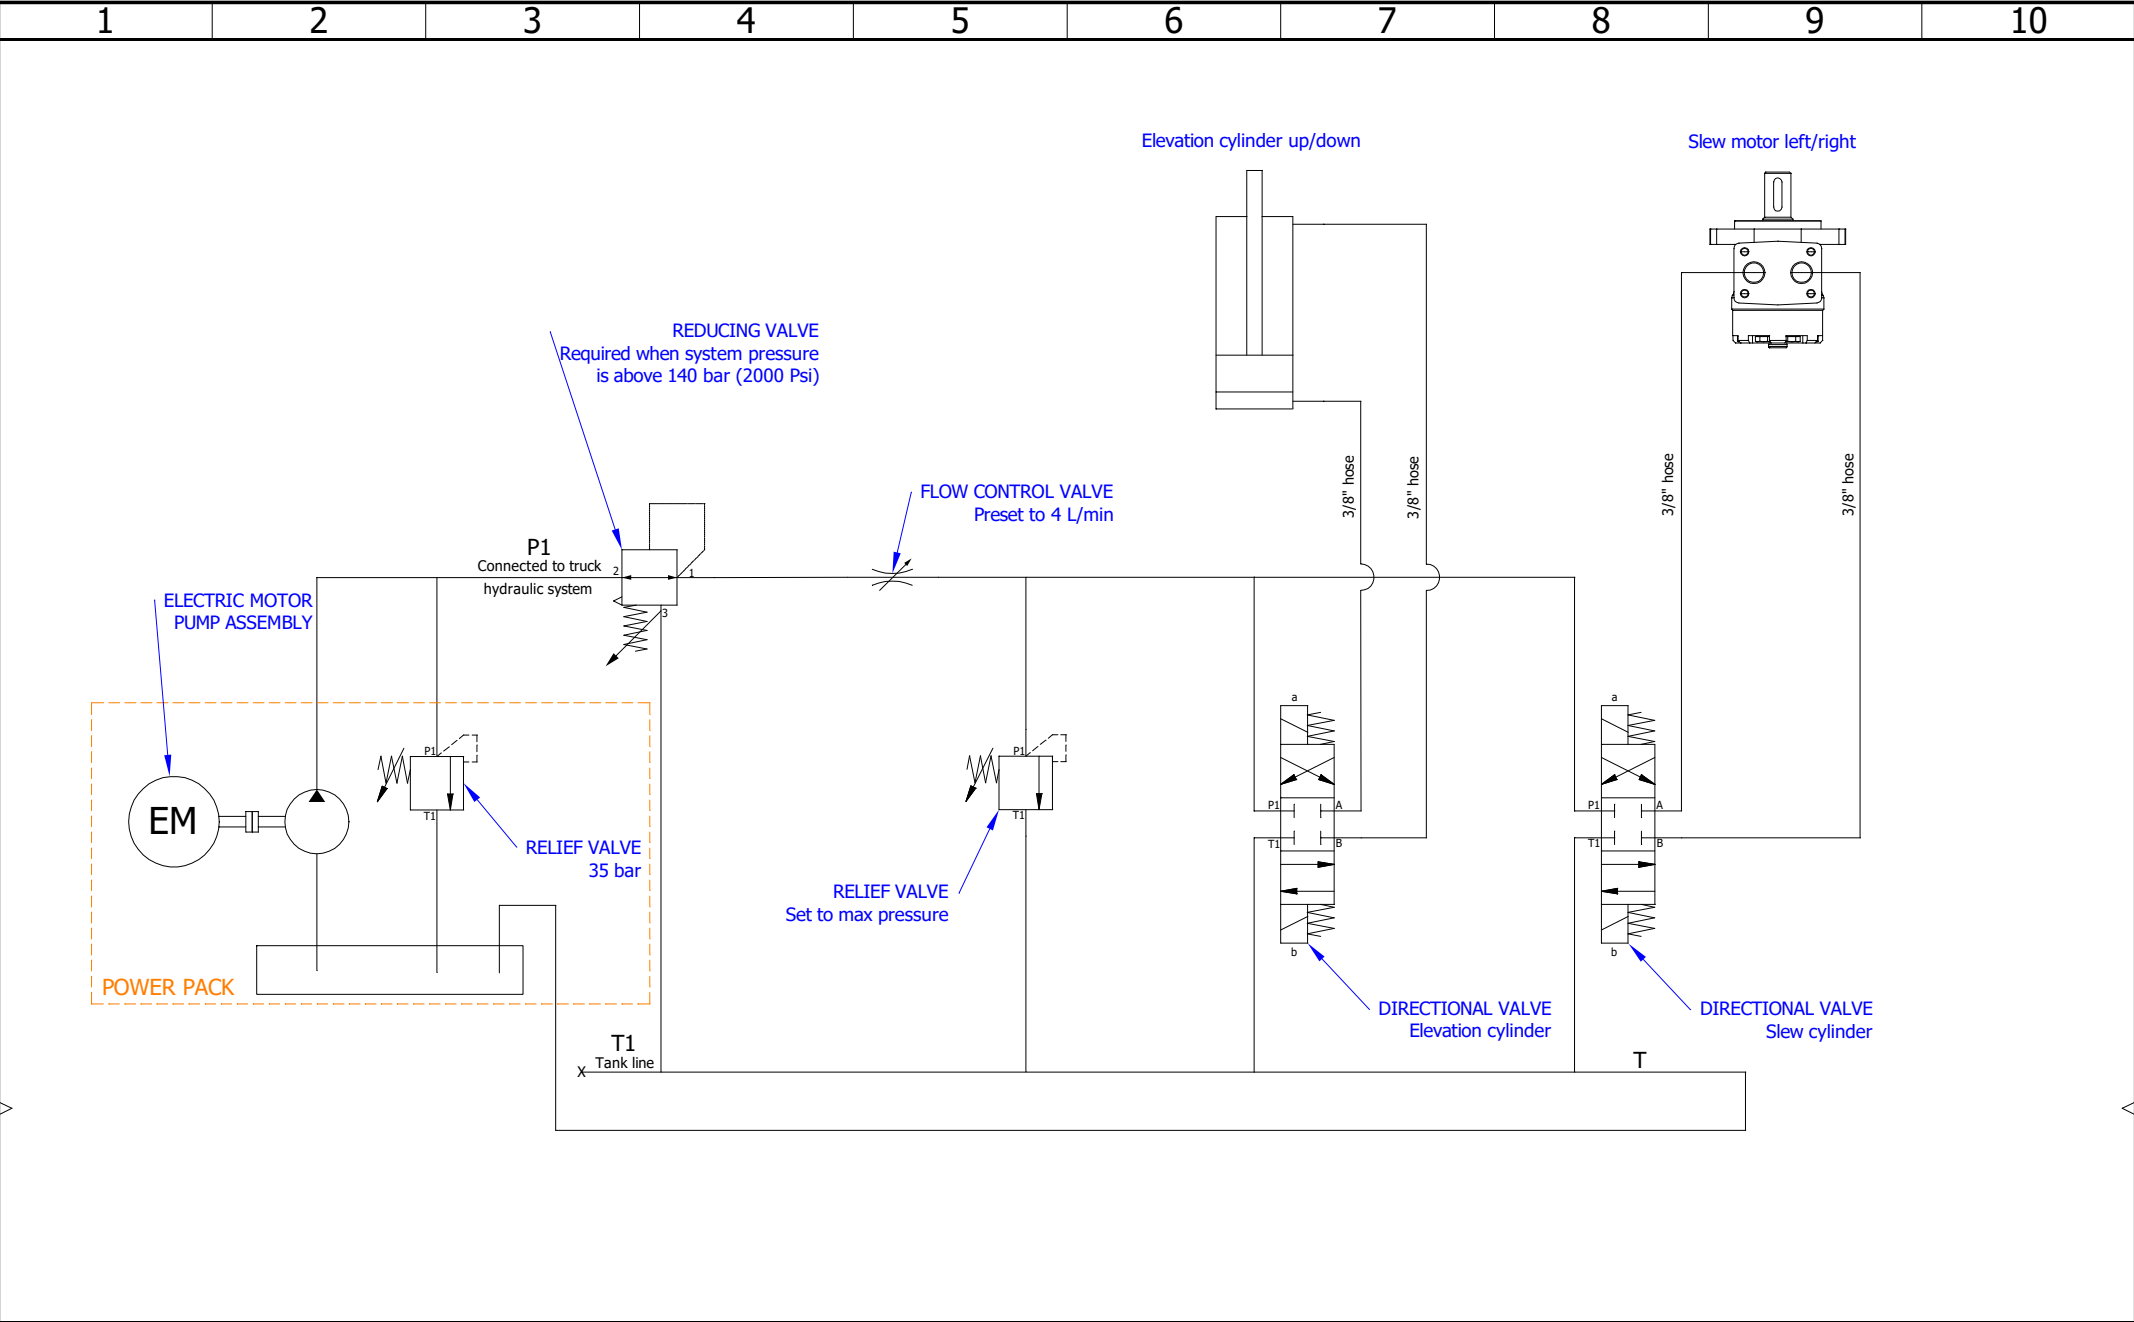 1 2 3 4 5 6 7 8 9 10
Elevation cylinder up/down
Slew motor left/right
REDUCING VALVE
Required when system pressure
is above 140 bar (2000 Psi)
FLOW CONTROL VALVE
Preset to 4 L/min
3/8" hose
3/8" hose
3/8" hose
3/8" hose
P1
Connected to truck
hydraulic system
2
1
3
ELECTRIC MOTOR
PUMP ASSEMBLY
EM
P1
T1
RELIEF VALVE
35 bar
POWER PACK
P1
T1
RELIEF VALVE
Set to max pressure
a
P1
A
T1
B
b
DIRECTIONAL VALVE
Elevation cylinder
a
P1
A
T1
B
b
DIRECTIONAL VALVE
Slew cylinder
T1
Tank line
X
T